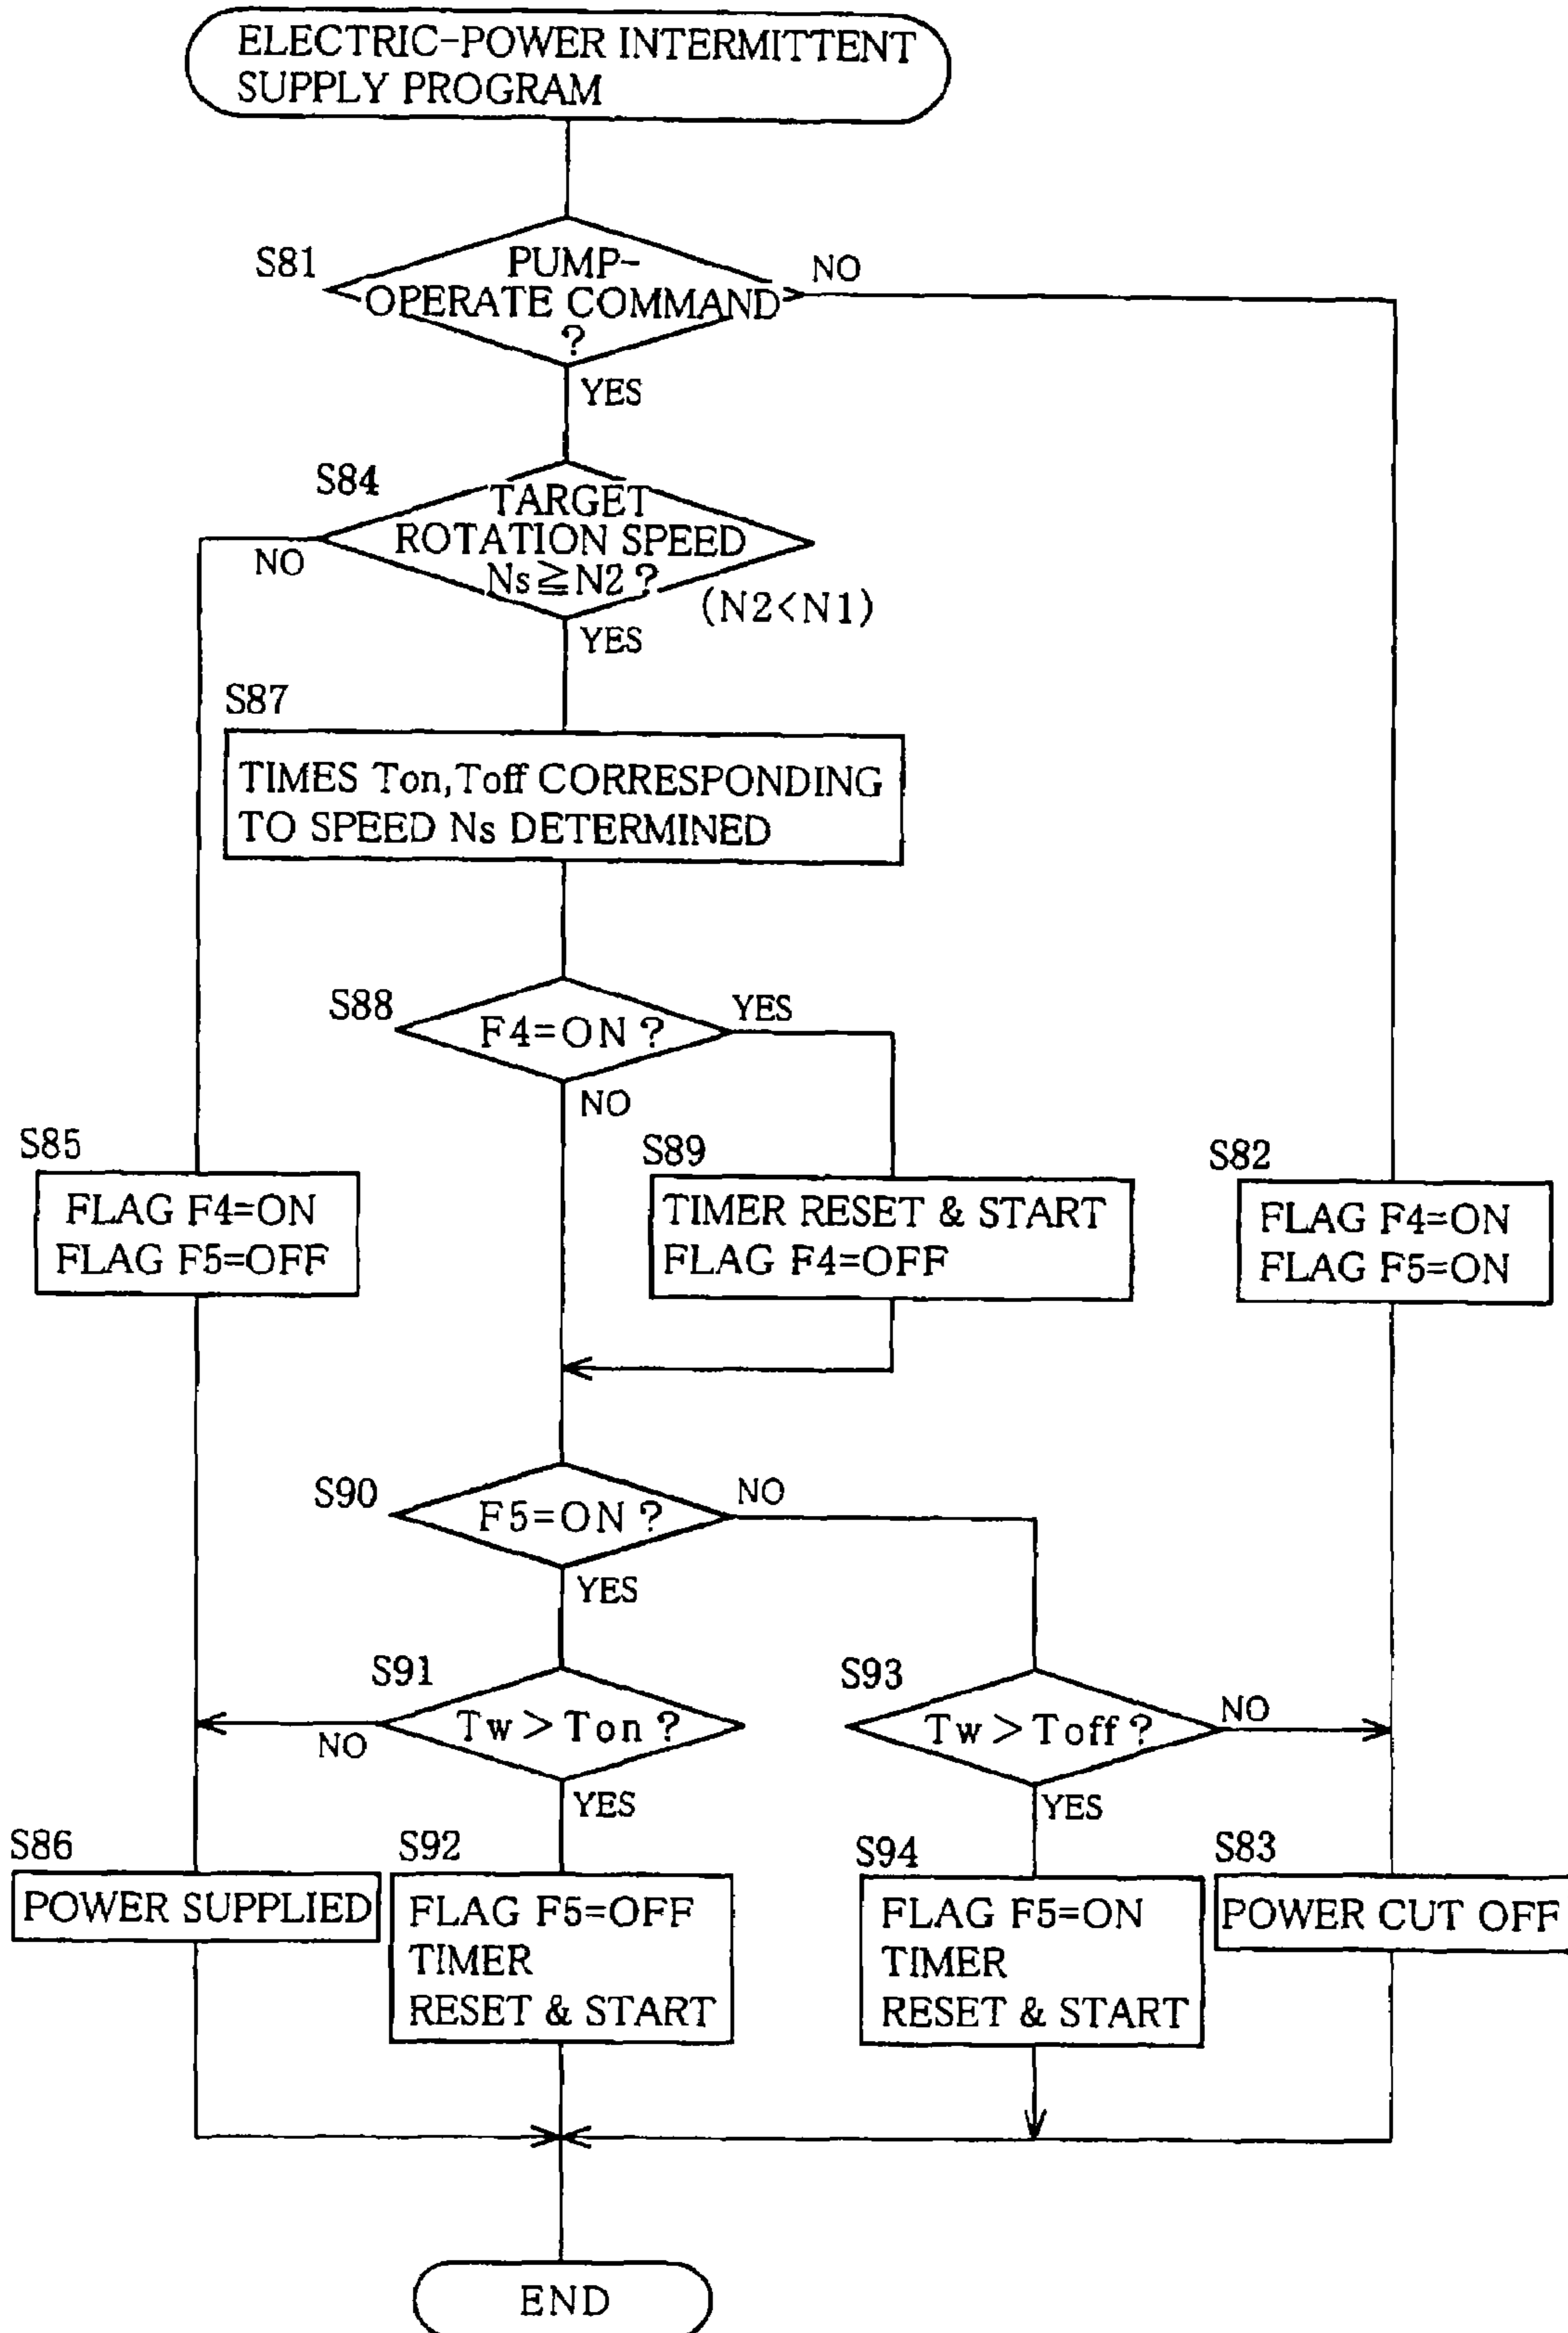 ELECTRIC-POWER INTERMITTENT
SUPPLY PROGRAM
S81
PUMP-
OPERATE COMMAND
?
NO
YES
S84
TARGET
ROTATION SPEED
Ns≧N2?
(N2<N1)
NO
YES
S87
TIMES Ton,Toff CORRESPONDING
TO SPEED Ns DETERMINED
S88
F4=ON?
YES
NO
S85
FLAG F4=ON
FLAG F5=OFF
S89
TIMER RESET & START
FLAG F4=OFF
S82
FLAG F4=ON
FLAG F5=ON
S90
F5=ON?
NO
YES
S91
Tw>Ton?
NO
YES
S93
Tw>Toff?
NO
YES
S86
POWER SUPPLIED
S92
FLAG F5=OFF
TIMER
RESET & START
S94
FLAG F5=ON
TIMER
RESET & START
S83
POWER CUT OFF
END